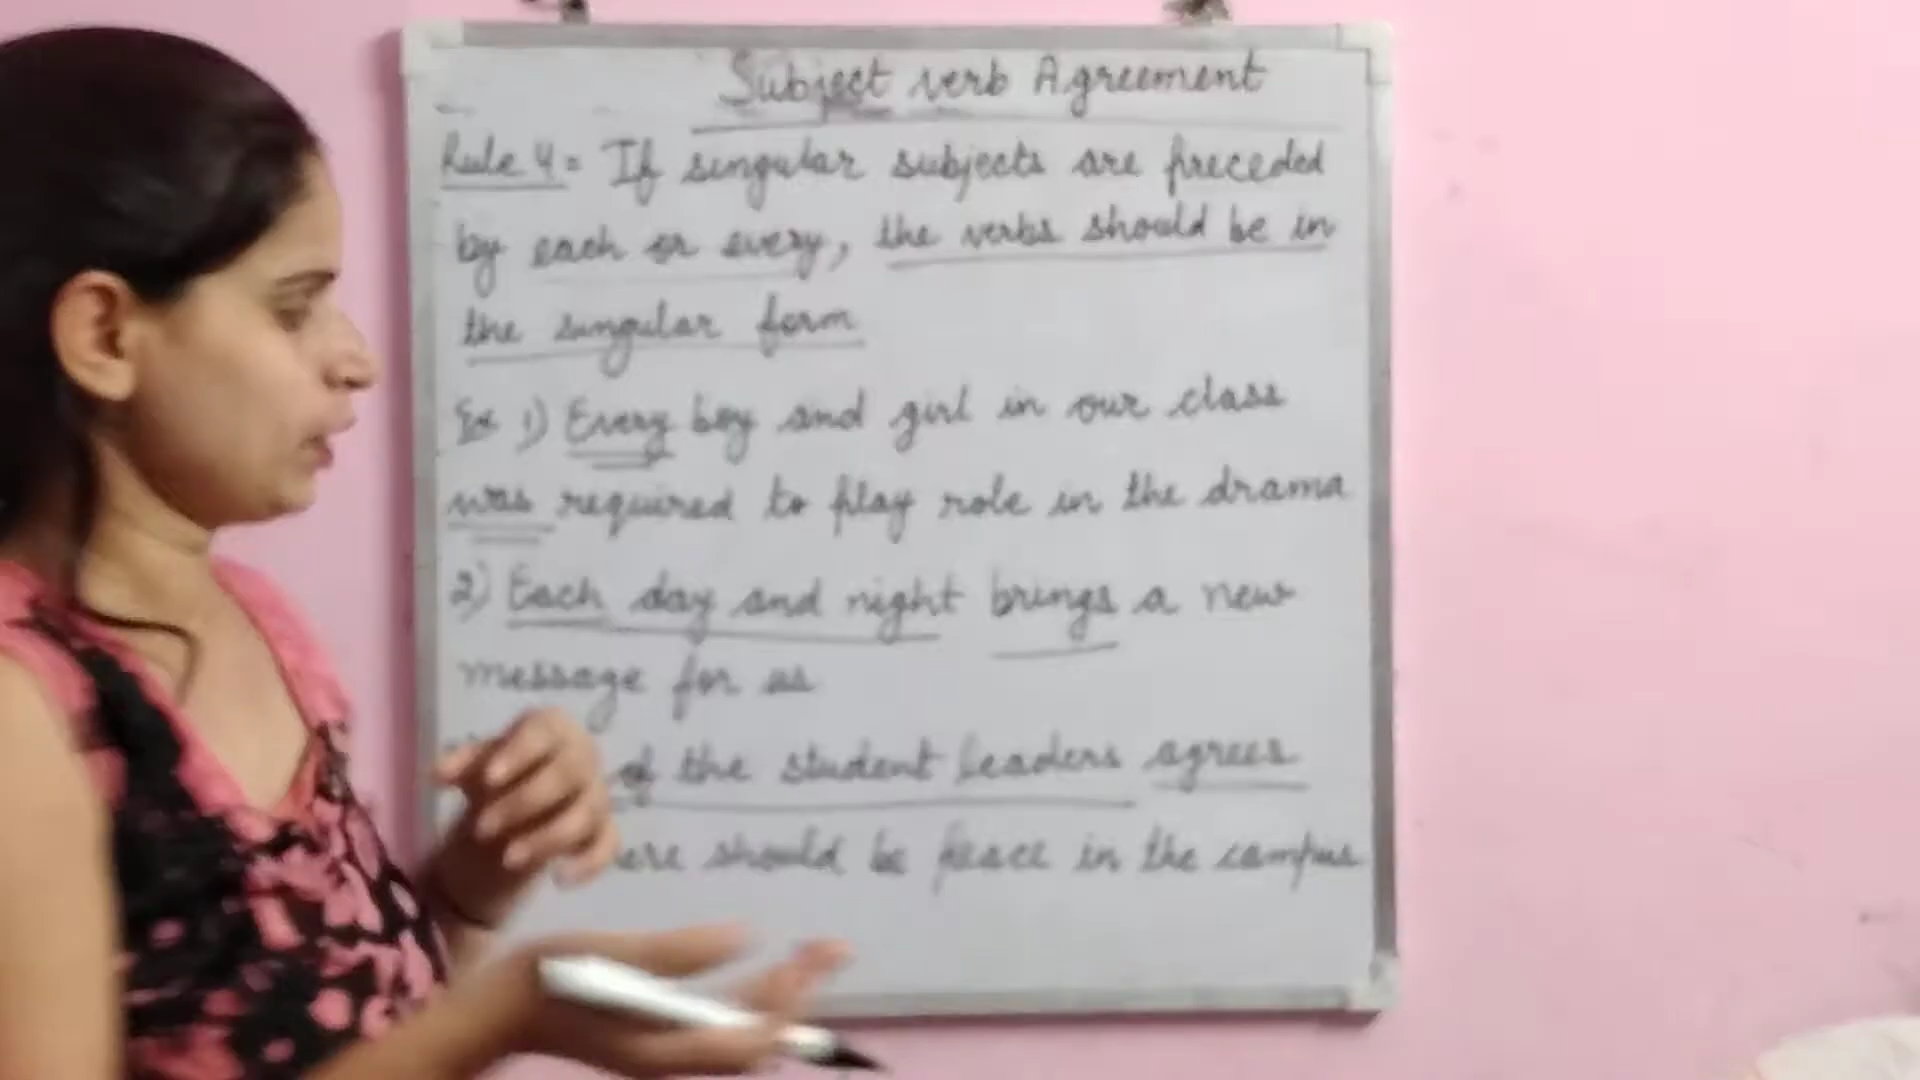 Subject verb Agreement
Rule 4 = If singular subjects are preceded
by each or every, the verbs should be in
the singular form
Ex 1) Every boy and girl in our class
was required to play role in the drama
2) Each day and night brings a new
message for us
of the student leaders agrees
should be peace in the campus